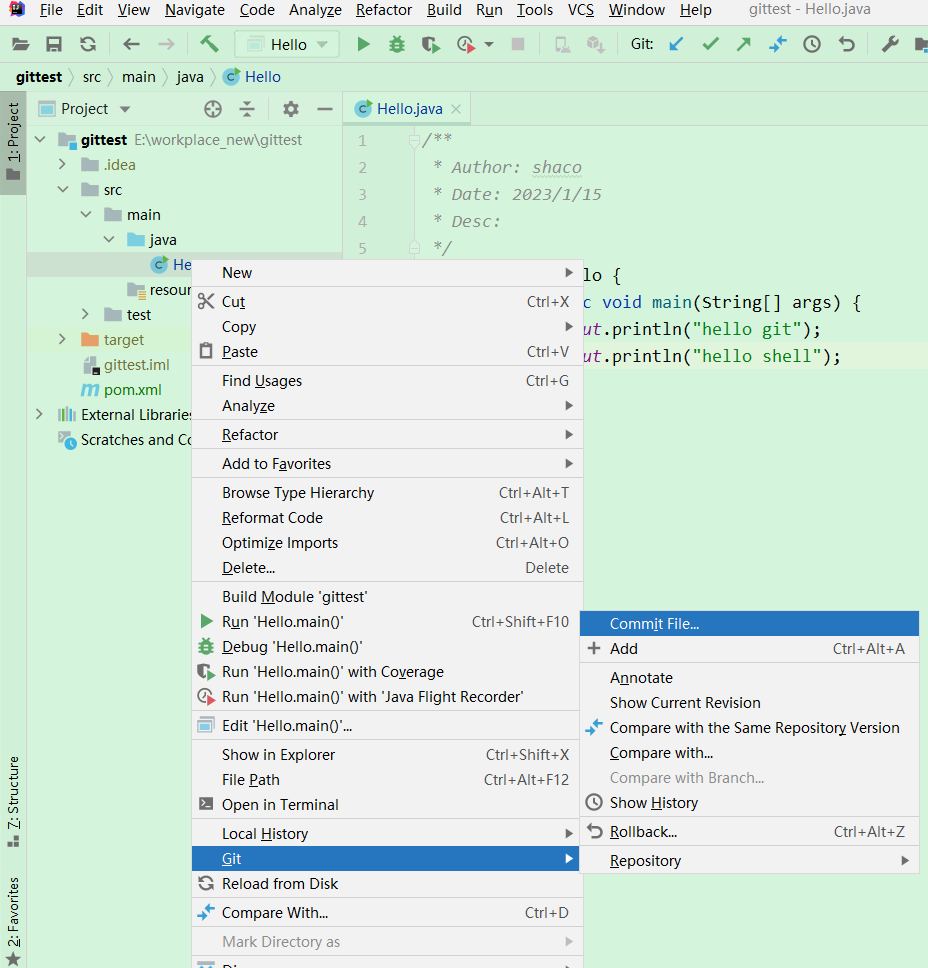 File Edit View Navigate Code Analyze Refactor Build Run Tools VCS Window Help gittest - Hello.java
Hello Git:
gittest src main java Hello
1: Project
Project
Hello.java
gittest E:\workplace_new\gittest
.idea
src
main
java
He
resour
test
target
gittest.iml
pom.xml
External Libraries
Scratches and Co
1 /**
2 * Author: shaco
3 * Date: 2023/1/15
4 * Desc:
5 */
lo {
c void main(String[] args) {
ut.println("hello git");
ut.println("hello shell");
New
Cut Ctrl+X
Copy
Paste Ctrl+V
Find Usages Ctrl+G
Analyze
Refactor
Add to Favorites
Browse Type Hierarchy Ctrl+Alt+T
Reformat Code Ctrl+Alt+L
Optimize Imports Ctrl+Alt+O
Delete... Delete
Build Module 'gittest'
Run 'Hello.main()' Ctrl+Shift+F10
Debug 'Hello.main()'
Run 'Hello.main()' with Coverage
Run 'Hello.main()' with 'Java Flight Recorder'
Edit 'Hello.main()'...
Show in Explorer Ctrl+Shift+X
File Path Ctrl+Alt+F12
Open in Terminal
Local History
Git
Reload from Disk
Compare With... Ctrl+D
Mark Directory as
Commit File...
Add Ctrl+Alt+A
Annotate
Show Current Revision
Compare with the Same Repository Version
Compare with...
Compare with Branch...
Show History
Rollback... Ctrl+Alt+Z
Repository
7: Structure
2: Favorites